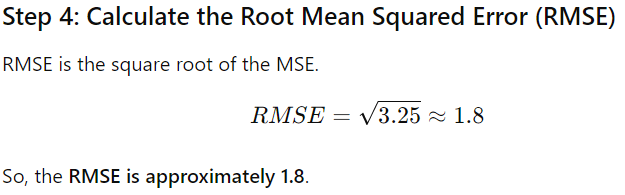 Step 4: Calculate the Root Mean Squared Error (RMSE)
RMSE is the square root of the MSE.
RMSE = √3.25 ≈ 1.8
So, the RMSE is approximately 1.8.